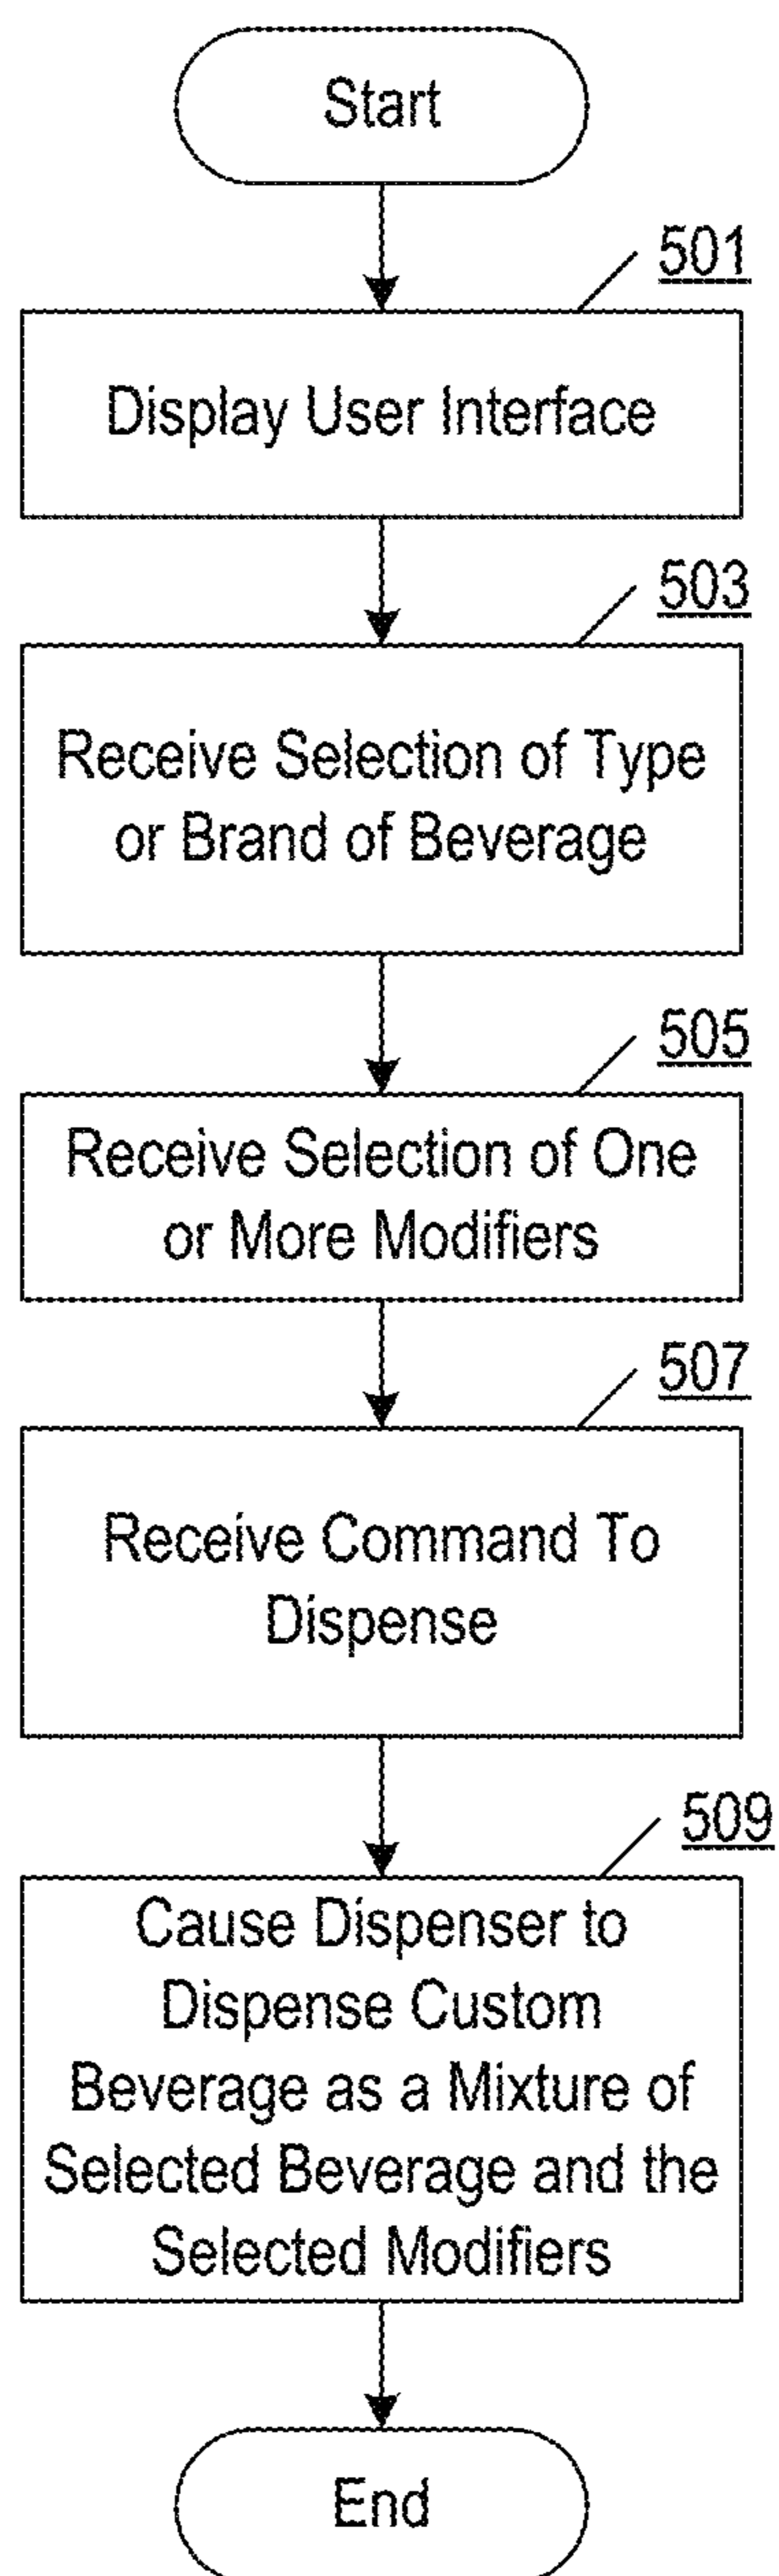 Start
501
Display User Interface
503
Receive Selection of Type
or Brand of Beverage
505
Receive Selection of One
or More Modifiers
507
Receive Command To
Dispense
509
Cause Dispenser to
Dispense Custom
Beverage as a Mixture of
Selected Beverage and the
Selected Modifiers
End